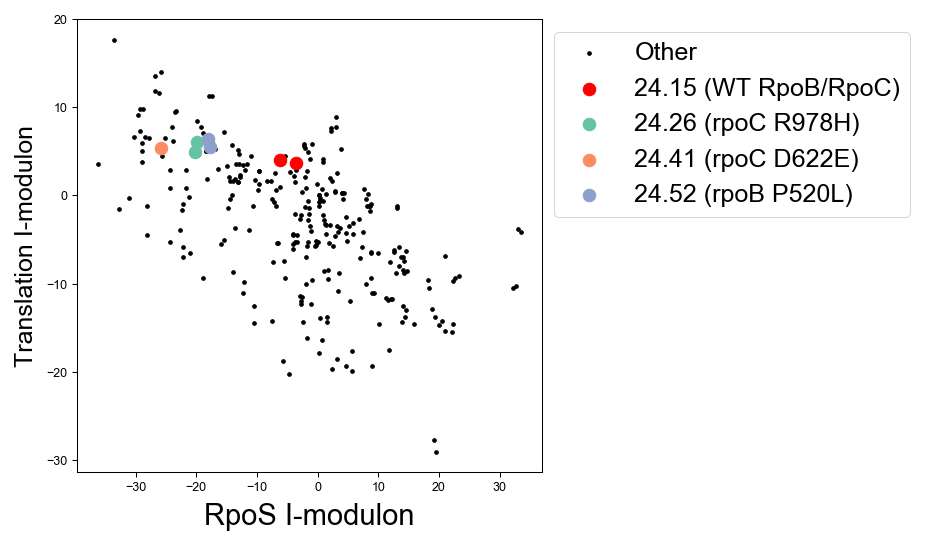 20
10
0
−10
−20
−30
Translation I-modulon
−30 −20 −10 0 10 20 30
RpoS I-modulon
Other
24.15 (WT RpoB/RpoC)
24.26 (rpoC R978H)
24.41 (rpoC D622E)
24.52 (rpoB P520L)